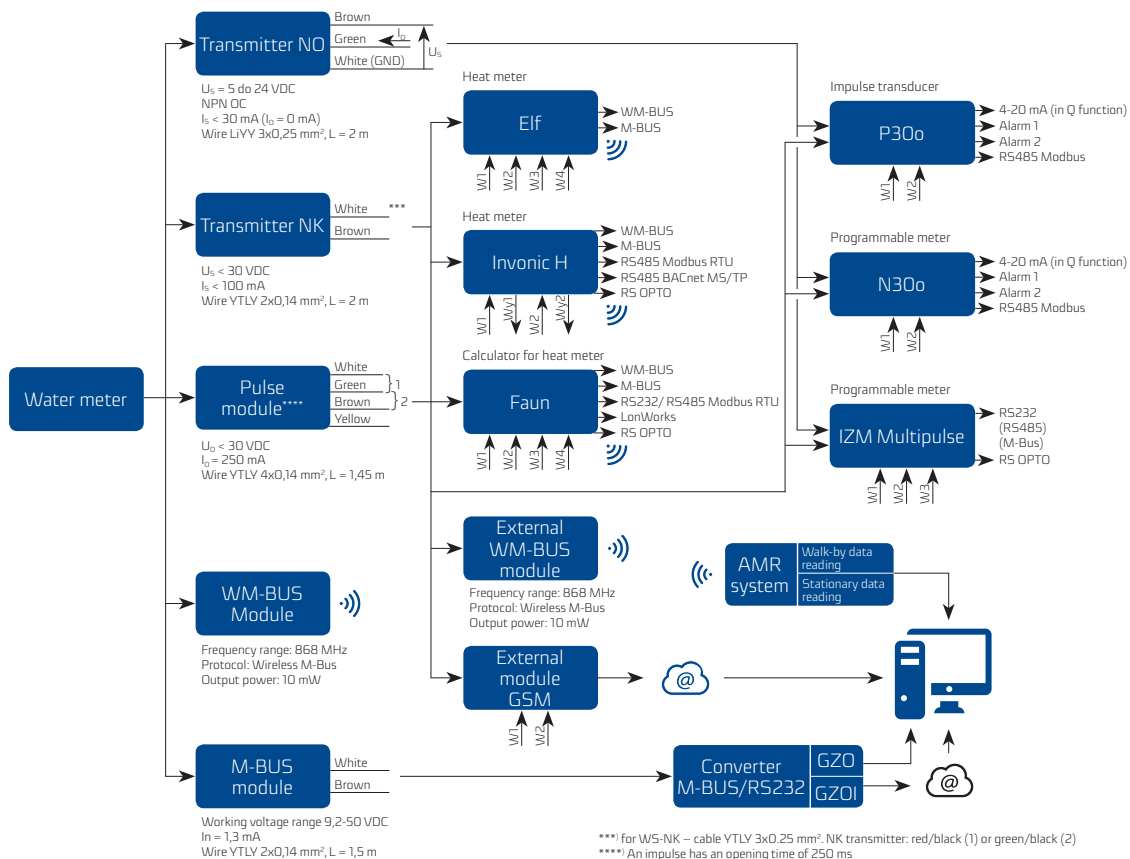 Water meter
Transmitter NO
Brown
Green
White (GND)
I₀
Uₛ
Uₛ = 5 do 24 VDC
NPN OC
Iₛ < 30 mA (I₀ = 0 mA)
Wire LiYY 3x0,25 mm², L = 2 m
Transmitter NK
White
***
Brown
Uₛ < 30 VDC
Iₛ < 100 mA
Wire YTLY 2x0,14 mm², L = 2 m
Pulse
module****
White
Green
Brown
Yellow
1
2
U₀ < 30 VDC
I₀ = 250 mA
Wire YTLY 4x0,14 mm², L = 1,45 m
WM-BUS
Module
Frequency range: 868 MHz
Protocol: Wireless M-Bus
Output power: 10 mW
M-BUS
module
White
Brown
Working voltage range 9,2-50 VDC
In = 1,3 mA
Wire YTLY 2x0,14 mm², L = 1,5 m
Heat meter
Elf
WM-BUS
M-BUS
W1
W2
W3
W4
Heat meter
Invonic H
WM-BUS
M-BUS
RS485 Modbus RTU
RS485 BACnet MS/TP
RS OPTO
W1
Wy1
W2
Wy2
Calculator for heat meter
Faun
WM-BUS
M-BUS
RS232/ RS485 Modbus RTU
LonWorks
RS OPTO
W1
W2
W3
W4
External
WM-BUS
module
Frequency range: 868 MHz
Protocol: Wireless M-Bus
Output power: 10 mW
External
module
GSM
W1
W2
@
Impulse transducer
P30o
4-20 mA (in Q function)
Alarm 1
Alarm 2
RS485 Modbus
W1
W2
Programmable meter
N30o
4-20 mA (in Q function)
Alarm 1
Alarm 2
RS485 Modbus
W1
W2
Programmable meter
IZM Multipulse
RS232
(RS485)
(M-Bus)
RS OPTO
W1
W2
W3
AMR
system
Walk-by data
reading
Stationary data
reading
Converter
M-BUS/RS232
GZO
GZOI
@
***⁾ for WS-NK – cable YTLY 3x0.25 mm². NK transmitter: red/black (1) or green/black (2)
****⁾ An impulse has an opening time of 250 ms